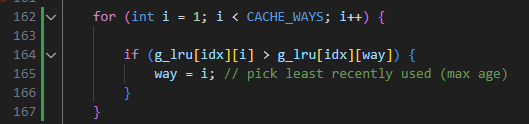 162 for (int i = 1; i < CACHE_WAYS; i++) {
163
164 if (g_lru[idx][i] > g_lru[idx][way]) {
165 way = i; // pick least recently used (max age)
166 }
167 }